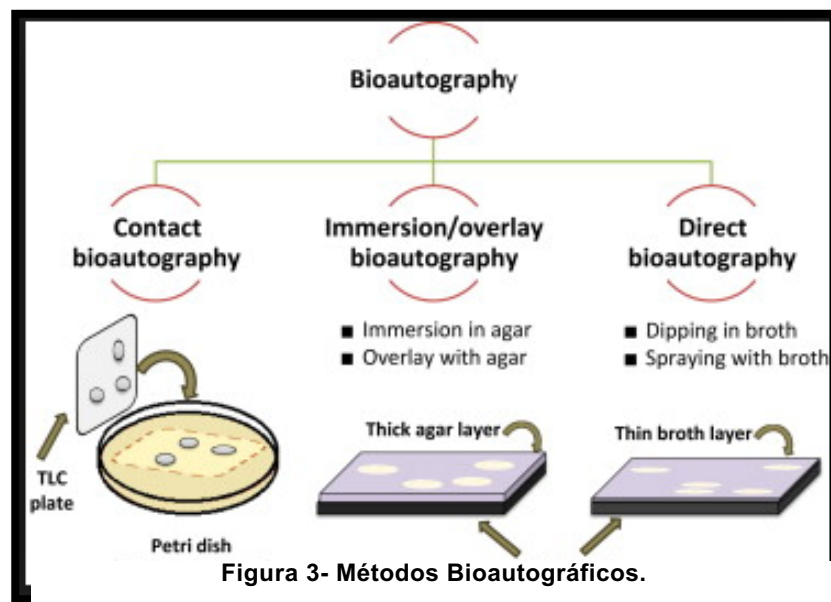 Bioautography
Contact
bioautography
Immersion/overlay
bioautography
■ Immersion in agar
■ Overlay with agar
Direct
bioautography
■ Dipping in broth
■ Spraying with broth
TLC
plate
Petri dish
Thick agar layer
Thin broth layer
Figura 3- Métodos Bioautográficos.